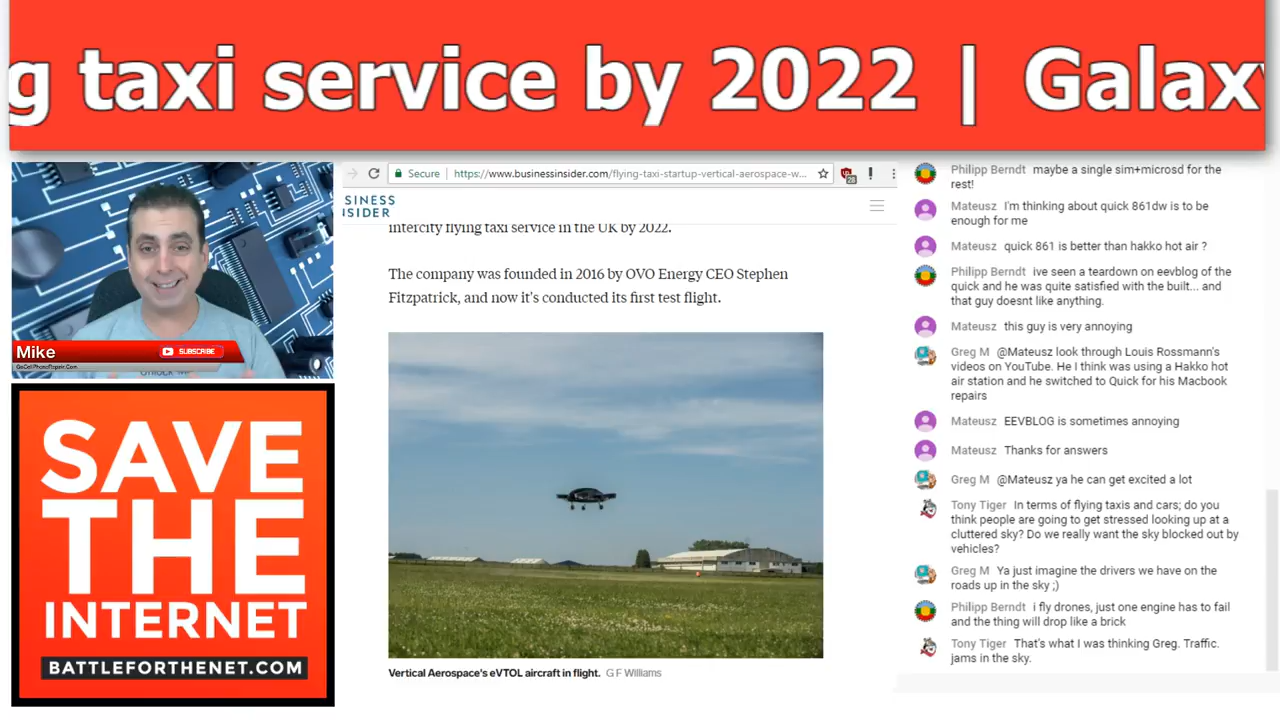 g taxi service by 2022 | Galax
Mike
SUBSCRIBE
SAVE
THE
INTERNET
BATTLEFORTHENET.COM
Secure https://www.businessinsider.com/flying-taxi-startup-vertical-aerospace-w...
28
SINESS
NSIDER
intercity flying taxi service in the UK by 2022.
The company was founded in 2016 by OVO Energy CEO Stephen
Fitzpatrick, and now it's conducted its first test flight.
Vertical Aerospace's eVTOL aircraft in flight. G F Williams
Philipp Berndt maybe a single sim+microsd for the
rest!
Mateusz I'm thinking about quick 861dw is to be
enough for me
Mateusz quick 861 is better than hakko hot air ?
Philipp Berndt ive seen a teardown on eevblog of the
quick and he was quite satisfied with the built... and
that guy doesnt like anything.
Mateusz this guy is very annoying
Greg M @Mateusz look through Louis Rossmann's
videos on YouTube. He I think was using a Hakko hot
air station and he switched to Quick for his Macbook
repairs
Mateusz EEVBLOG is sometimes annoying
Mateusz Thanks for answers
Greg M @Mateusz ya he can get excited a lot
Tony Tiger In terms of flying taxis and cars; do you
think people are going to get stressed looking up at a
cluttered sky? Do we really want the sky blocked out by
vehicles?
Greg M Ya just imagine the drivers we have on the
roads up in the sky ;)
Philipp Berndt i fly drones, just one engine has to fail
and the thing will drop like a brick
Tony Tiger That's what I was thinking Greg. Traffic.
jams in the sky.